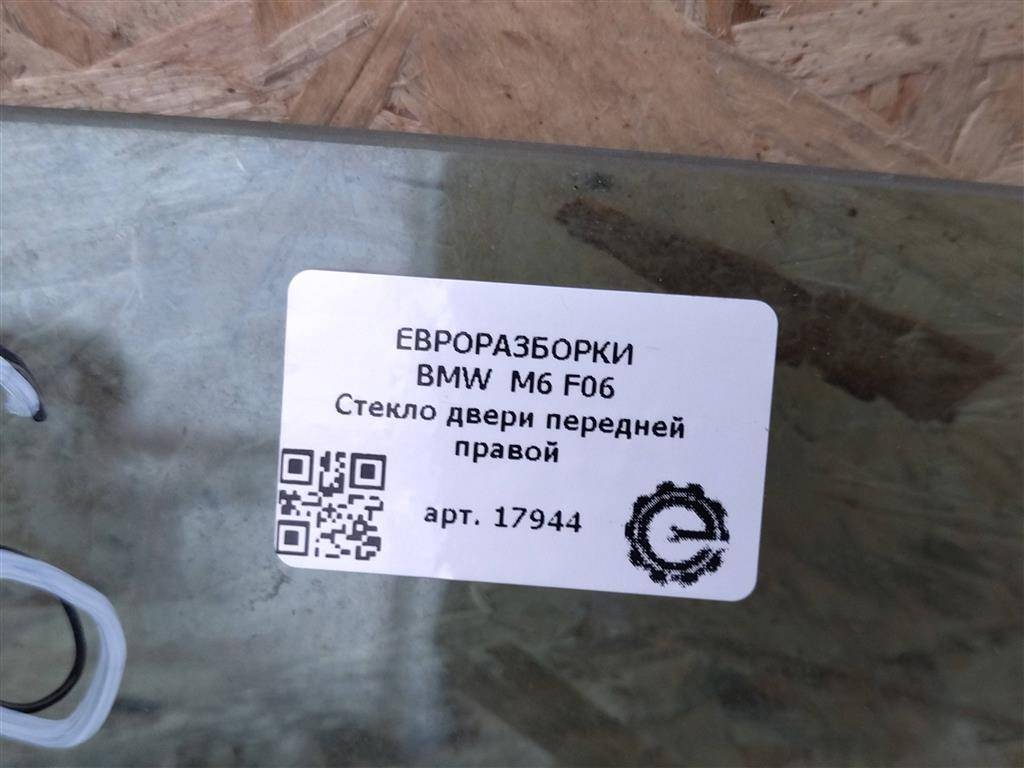 ЕВРОРАЗБОРКИ
BMW M6 F06
Стекло двери передней
правой
арт. 17944